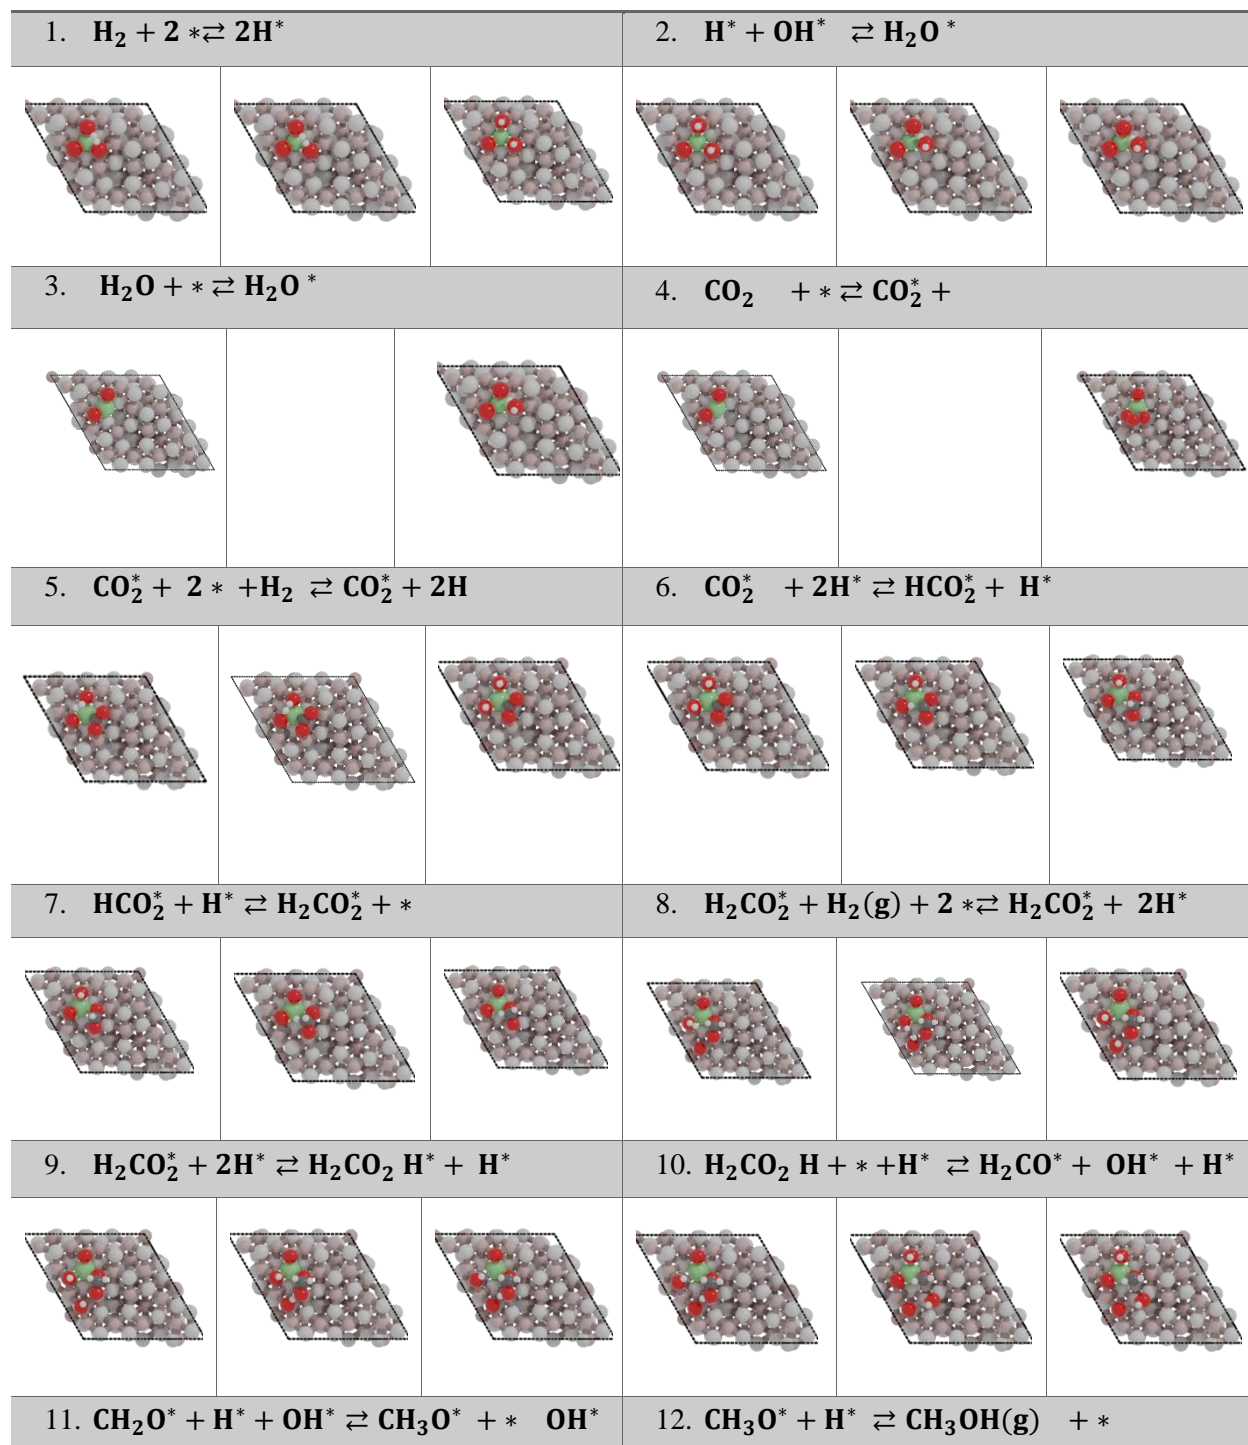 1. H₂ + 2 *⇄ 2H*
2. H* + OH* ⇄ H₂O *
3. H₂O + * ⇄ H₂O *
4. CO₂ + * ⇄ CO₂* +
5. CO₂* + 2 * +H₂ ⇄ CO₂* + 2H
6. CO₂* + 2H* ⇄ HCO₂* + H*
7. HCO₂* + H* ⇄ H₂CO₂* + *
8. H₂CO₂* + H₂(g) + 2 *⇄ H₂CO₂* + 2H*
9. H₂CO₂* + 2H* ⇄ H₂CO₂ H* + H*
10. H₂CO₂ H + * +H* ⇄ H₂CO* + OH* + H*
11. CH₂O* + H* + OH* ⇄ CH₃O* + * OH*
12. CH₃O* + H* ⇄ CH₃OH(g) + *